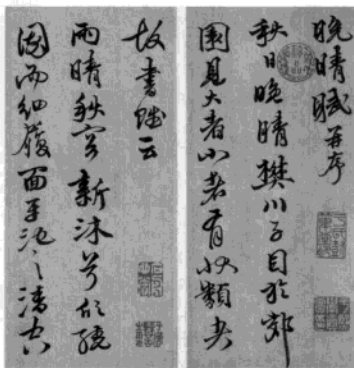 晚晴賦并序
秋日晚晴樊川子目於郊
園見大者小者有狀類者
故書賦云
雨晴秋容新沐兮忻繞
園而細履面平池之清空